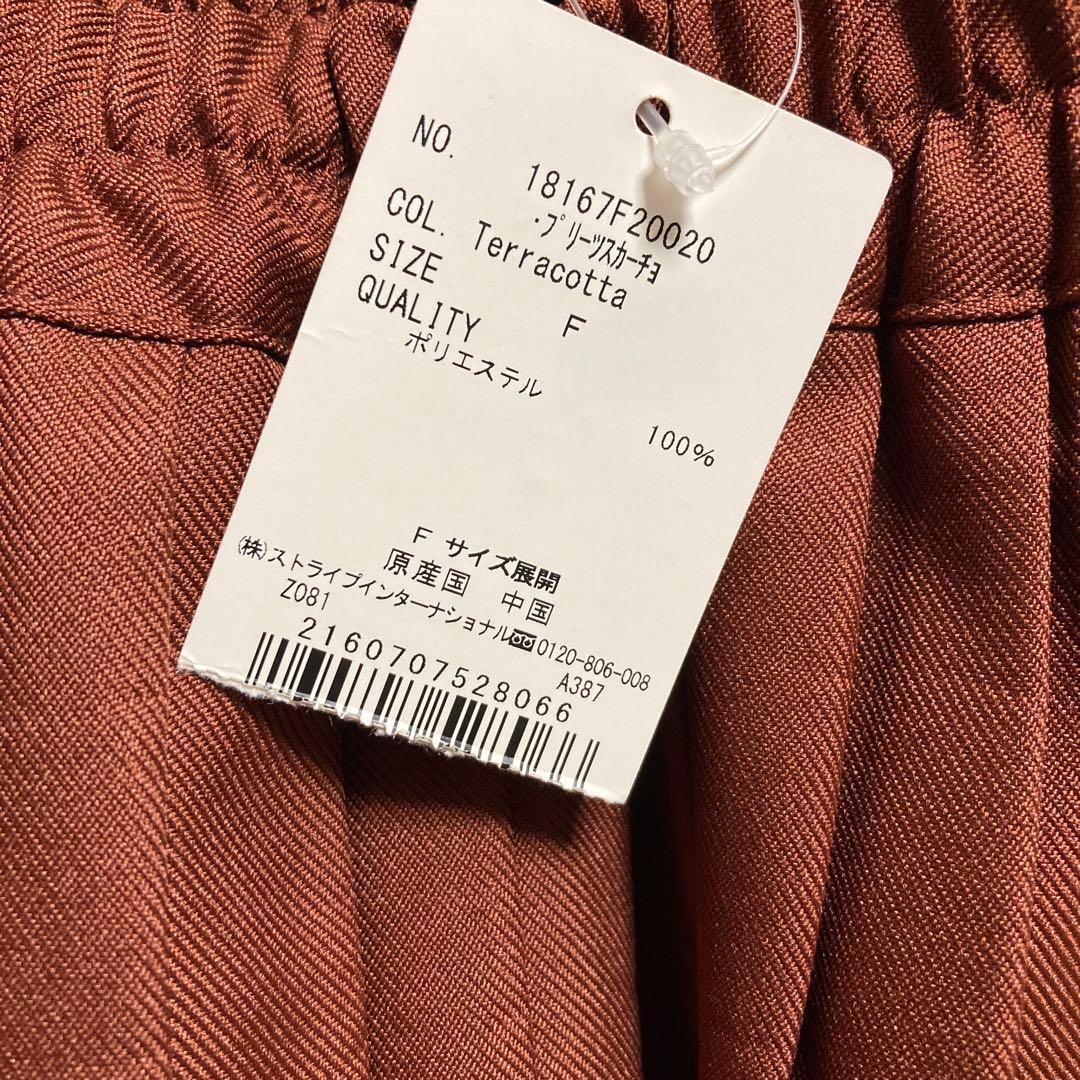 NO. 18167F20020
・プリーツスカーチョ
COL. Terracotta
SIZE F
QUALITY
ポリエステル
100%
F サイズ展開
原産国 中国
(株)ストライプインターナショナル 0120-806-008
Z081 A387
2160707528066